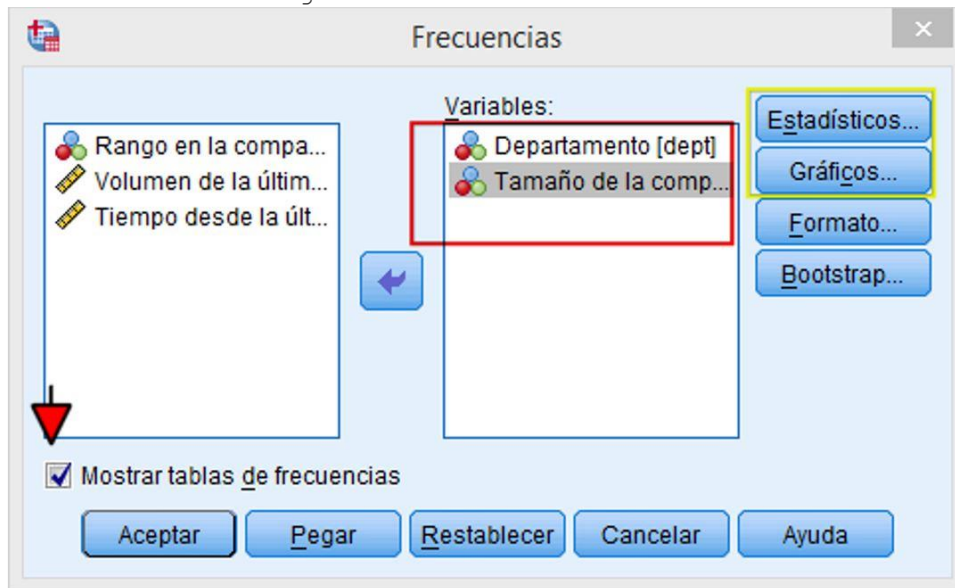 Frecuencias
Variables:
Rango en la compa...
Volumen de la últim...
Tiempo desde la últ...
Departamento [dept]
Tamaño de la comp...
Estadísticos...
Gráficos...
Formato...
Bootstrap...
Mostrar tablas de frecuencias
Aceptar
Pegar
Restablecer
Cancelar
Ayuda